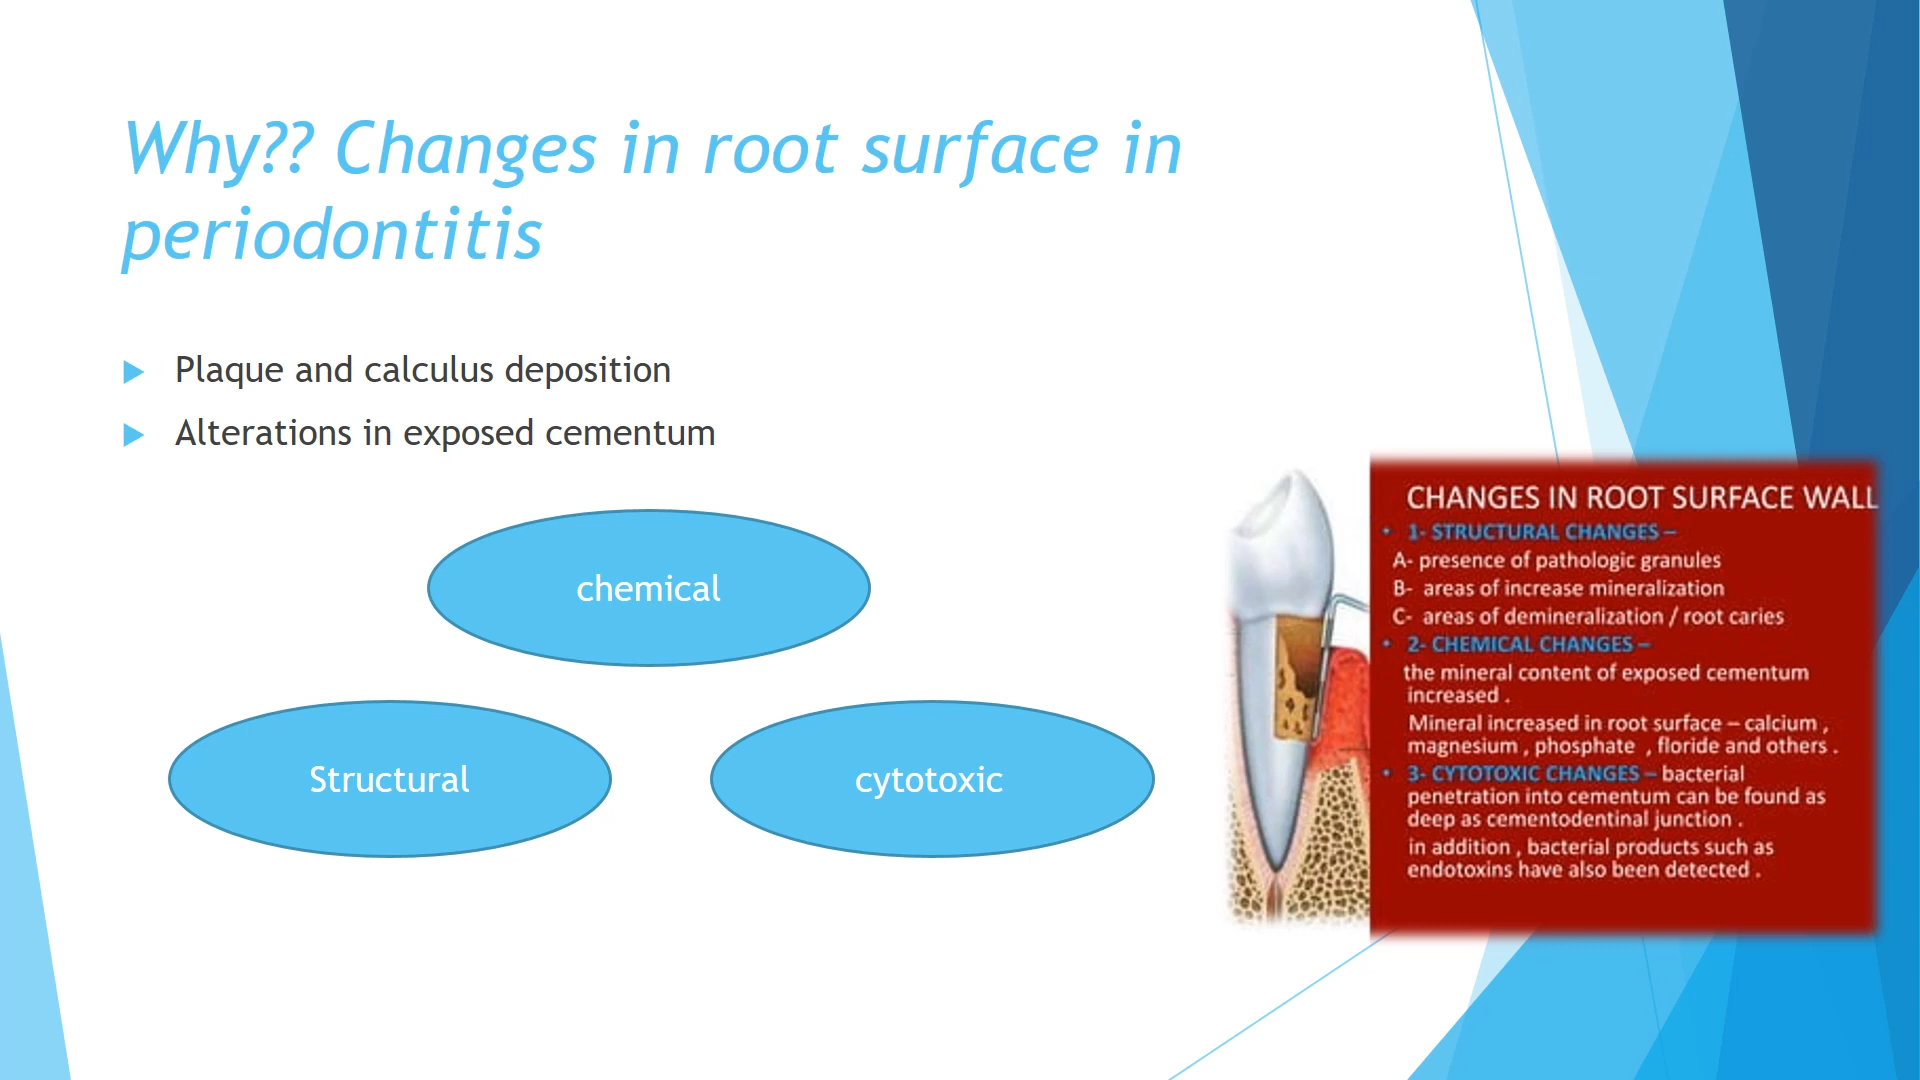 Why?? Changes in root surface in
periodontitis
Plaque and calculus deposition
Alterations in exposed cementum
chemical
Structural
cytotoxic
CHANGES IN ROOT SURFACE WALL
• 1- STRUCTURAL CHANGES –
A- presence of pathologic granules
B- areas of increase mineralization
C- areas of demineralization / root caries
• 2- CHEMICAL CHANGES –
the mineral content of exposed cementum
increased .
Mineral increased in root surface – calcium ,
magnesium , phosphate , floride and others .
• 3- CYTOTOXIC CHANGES – bacterial
penetration into cementum can be found as
deep as cementodentinal junction .
in addition , bacterial products such as
endotoxins have also been detected .